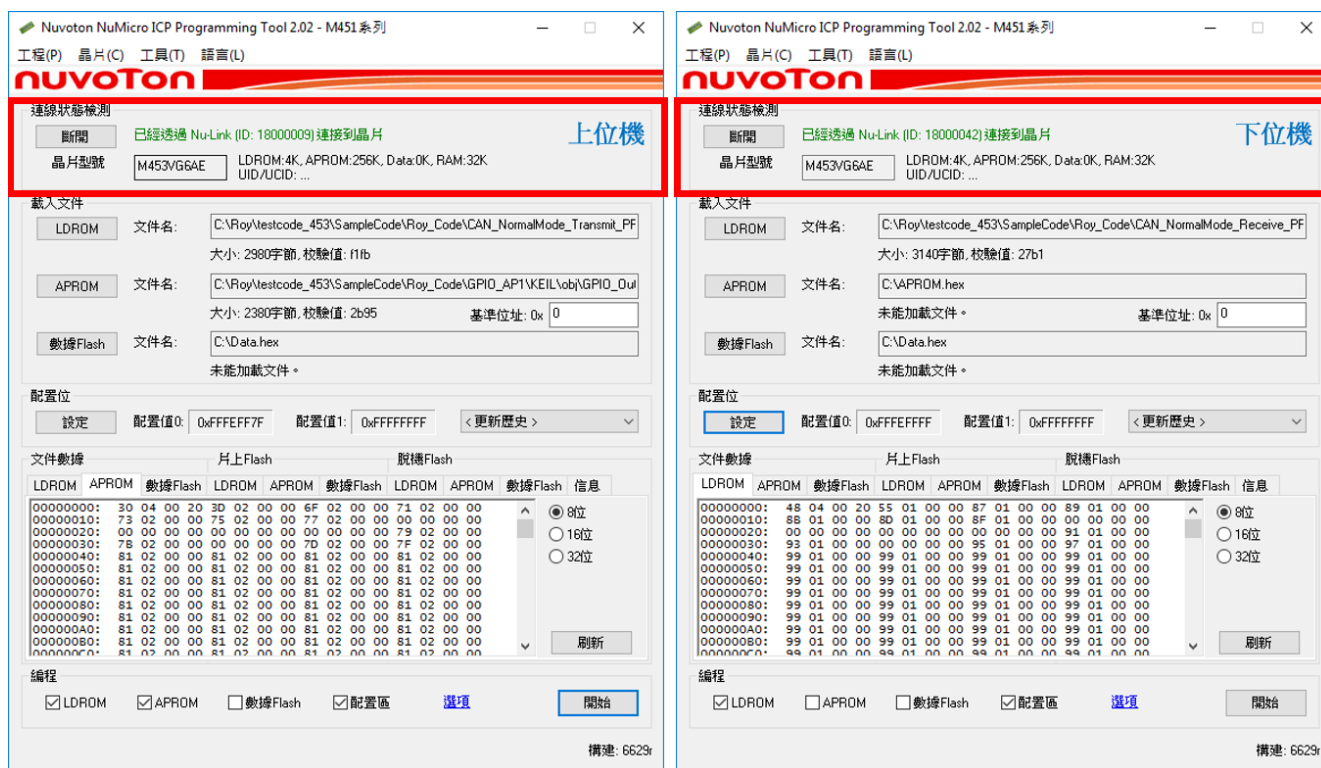 Nuvoton NuMicro ICP Programming Tool 2.02 - M451系列
工程(P) 晶片(C) 工具(T) 語言(L)
nuvoTon
連線狀態檢測
斷開 已經透過 Nu-Link (ID: 18000009) 連接到晶片 上位機
晶片型號 M453VG6AE LDROM:4K, APROM:256K, Data:0K, RAM:32K
UID/UCID: ...
載入文件
LDROM 文件名: C:\Roy\testcode_453\SampleCode\Roy_Code\CAN_NormalMode_Transmit_PF
大小: 2980字節, 校驗值: f1fb
APROM 文件名: C:\Roy\testcode_453\SampleCode\Roy_Code\GPIO_AP1\KEIL\obj\GPIO_Out
大小: 2380字節, 校驗值: 2b95 基準位址: 0x 0
數據Flash 文件名: C:\Data.hex
未能加載文件。
配置位
設定 配置值0: 0xFFFEFF7F 配置值1: 0xFFFFFFFF <更新歷史>
文件數據 片上Flash 脫機Flash
LDROM APROM 數據Flash LDROM APROM 數據Flash LDROM APROM 數據Flash 信息
00000000: 30 04 00 20 3D 02 00 00 6F 02 00 00 71 02 00 00
00000010: 73 02 00 00 75 02 00 00 77 02 00 00 00 00 00 00
00000020: 00 00 00 00 00 00 00 00 00 00 00 00 79 02 00 00
00000030: 7B 02 00 00 00 00 00 00 7D 02 00 00 7F 02 00 00
00000040: 81 02 00 00 81 02 00 00 81 02 00 00 81 02 00 00
00000050: 81 02 00 00 81 02 00 00 81 02 00 00 81 02 00 00
00000060: 81 02 00 00 81 02 00 00 81 02 00 00 81 02 00 00
00000070: 81 02 00 00 81 02 00 00 81 02 00 00 81 02 00 00
00000080: 81 02 00 00 81 02 00 00 81 02 00 00 81 02 00 00
00000090: 81 02 00 00 81 02 00 00 81 02 00 00 81 02 00 00
000000A0: 81 02 00 00 81 02 00 00 81 02 00 00 81 02 00 00
000000B0: 81 02 00 00 81 02 00 00 81 02 00 00 81 02 00 00
000000C0: 81 02 00 00 81 02 00 00 81 02 00 00 81 02 00 00
8位
16位
32位
刷新
編程
LDROM APROM 數據Flash 配置區 選項 開始
構建: 6629r
Nuvoton NuMicro ICP Programming Tool 2.02 - M451系列
工程(P) 晶片(C) 工具(T) 語言(L)
nuvoTon
連線狀態檢測
斷開 已經透過 Nu-Link (ID: 18000042) 連接到晶片 下位機
晶片型號 M453VG6AE LDROM:4K, APROM:256K, Data:0K, RAM:32K
UID/UCID: ...
載入文件
LDROM 文件名: C:\Roy\testcode_453\SampleCode\Roy_Code\CAN_NormalMode_Receive_PF
大小: 3140字節, 校驗值: 27b1
APROM 文件名: C:\APROM.hex
未能加載文件。 基準位址: 0x 0
數據Flash 文件名: C:\Data.hex
未能加載文件。
配置位
設定 配置值0: 0xFFFEFFFF 配置值1: 0xFFFFFFFF <更新歷史>
文件數據 片上Flash 脫機Flash
LDROM APROM 數據Flash LDROM APROM 數據Flash LDROM APROM 數據Flash 信息
00000000: 48 04 00 20 55 01 00 00 87 01 00 00 89 01 00 00
00000010: 8B 01 00 00 8D 01 00 00 8F 01 00 00 00 00 00 00
00000020: 00 00 00 00 00 00 00 00 00 00 00 00 91 01 00 00
00000030: 93 01 00 00 00 00 00 00 95 01 00 00 97 01 00 00
00000040: 99 01 00 00 99 01 00 00 99 01 00 00 99 01 00 00
00000050: 99 01 00 00 99 01 00 00 99 01 00 00 99 01 00 00
00000060: 99 01 00 00 99 01 00 00 99 01 00 00 99 01 00 00
00000070: 99 01 00 00 99 01 00 00 99 01 00 00 99 01 00 00
00000080: 99 01 00 00 99 01 00 00 99 01 00 00 99 01 00 00
00000090: 99 01 00 00 99 01 00 00 99 01 00 00 99 01 00 00
000000A0: 99 01 00 00 99 01 00 00 99 01 00 00 99 01 00 00
000000B0: 99 01 00 00 99 01 00 00 99 01 00 00 99 01 00 00
000000C0: 99 01 00 00 99 01 00 00 99 01 00 00 99 01 00 00
8位
16位
32位
刷新
編程
LDROM APROM 數據Flash 配置區 選項 開始
構建: 6629r